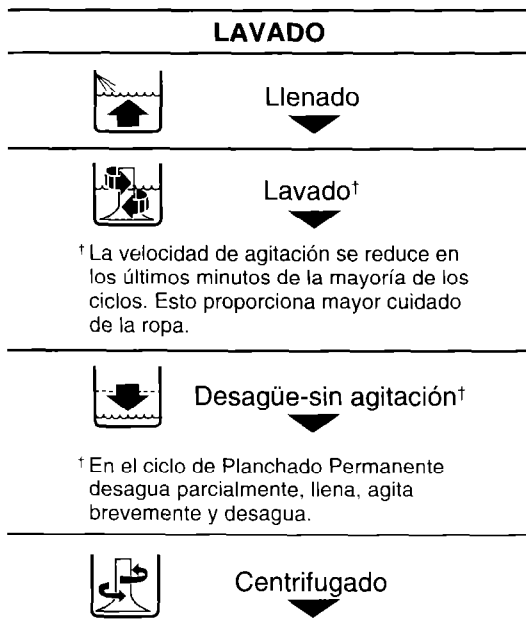 LAVADO
Llenado
Lavado†
† La velocidad de agitación se reduce en
los últimos minutos de la mayoría de los
ciclos. Esto proporciona mayor cuidado
de la ropa.
Desagüe-sin agitación†
† En el ciclo de Planchado Permanente
desagua parcialmente, llena, agita
brevemente y desagua.
Centrifugado